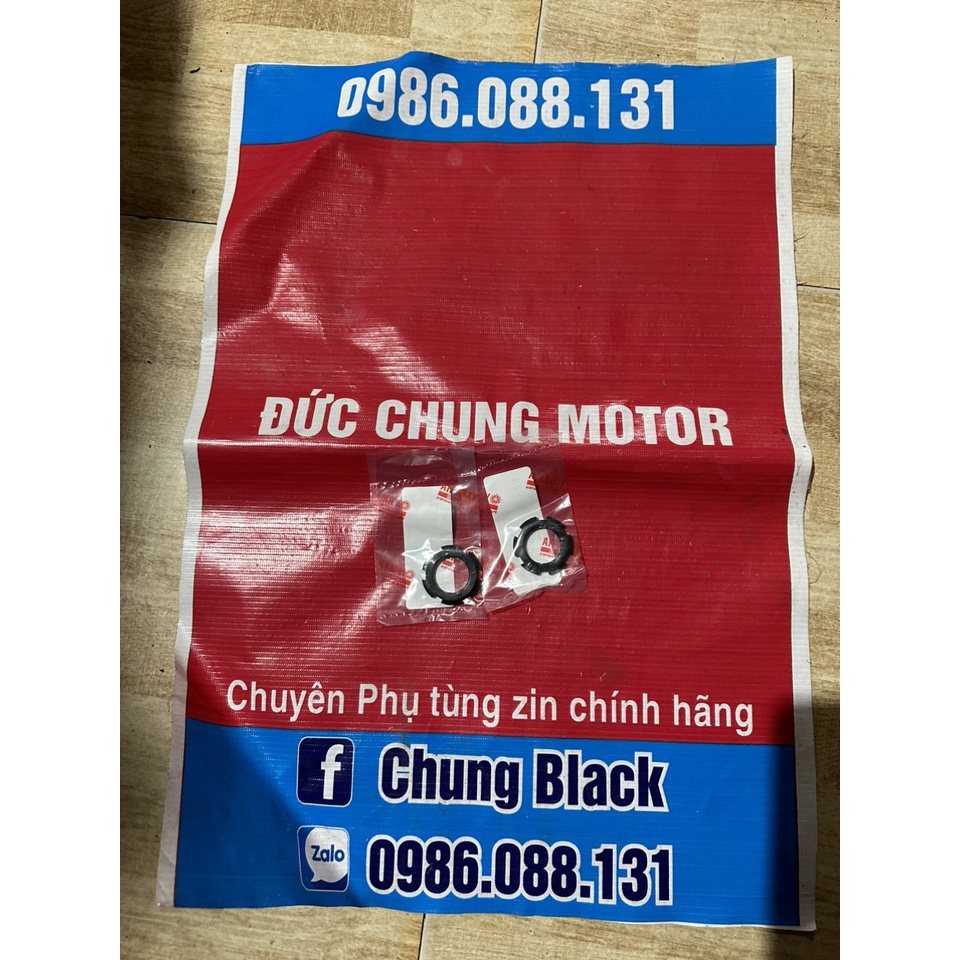 0986.088.131
ĐỨC CHUNG MOTOR
Chuyên Phụ tùng zin chính hãng
f Chung Black
Zalo 0986.088.131